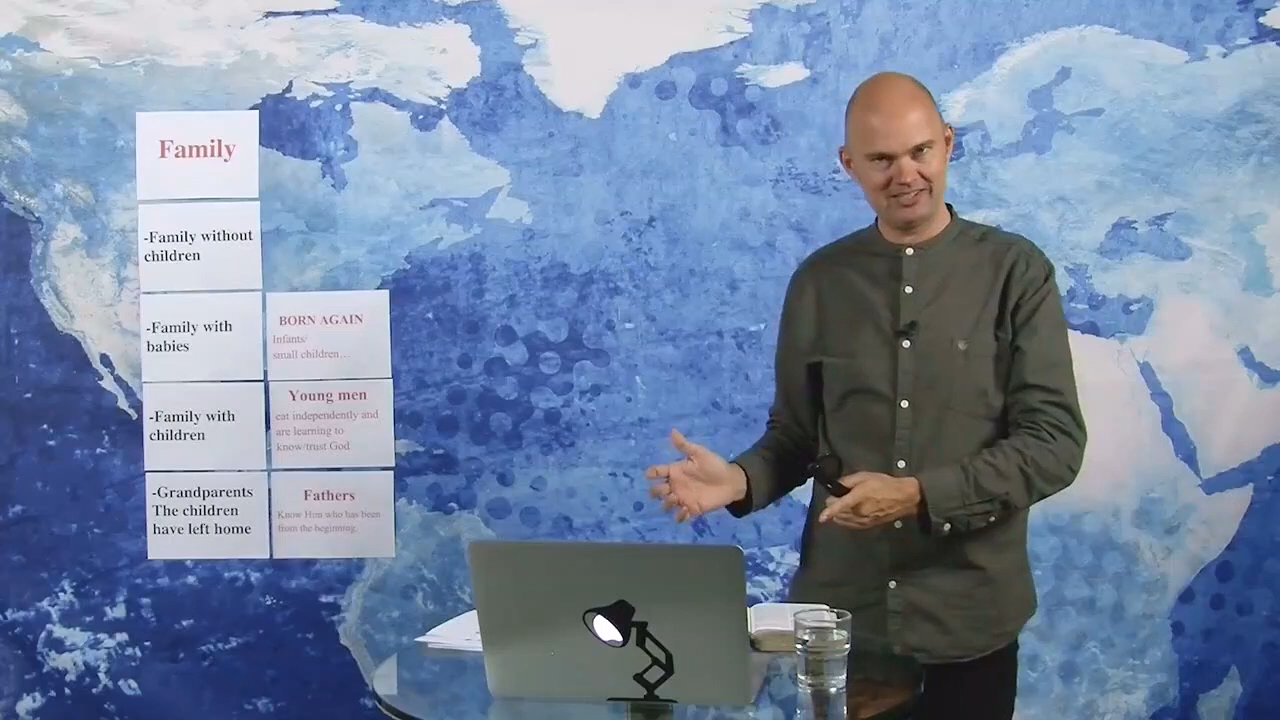 Family
-Family without
children
-Family with
babies
BORN AGAIN
Infants/
small children...
-Family with
children
Young men
eat independently and
are learning to
know/trust God
-Grandparents
The children
have left home
Fathers
Know Him who has been
from the beginning.